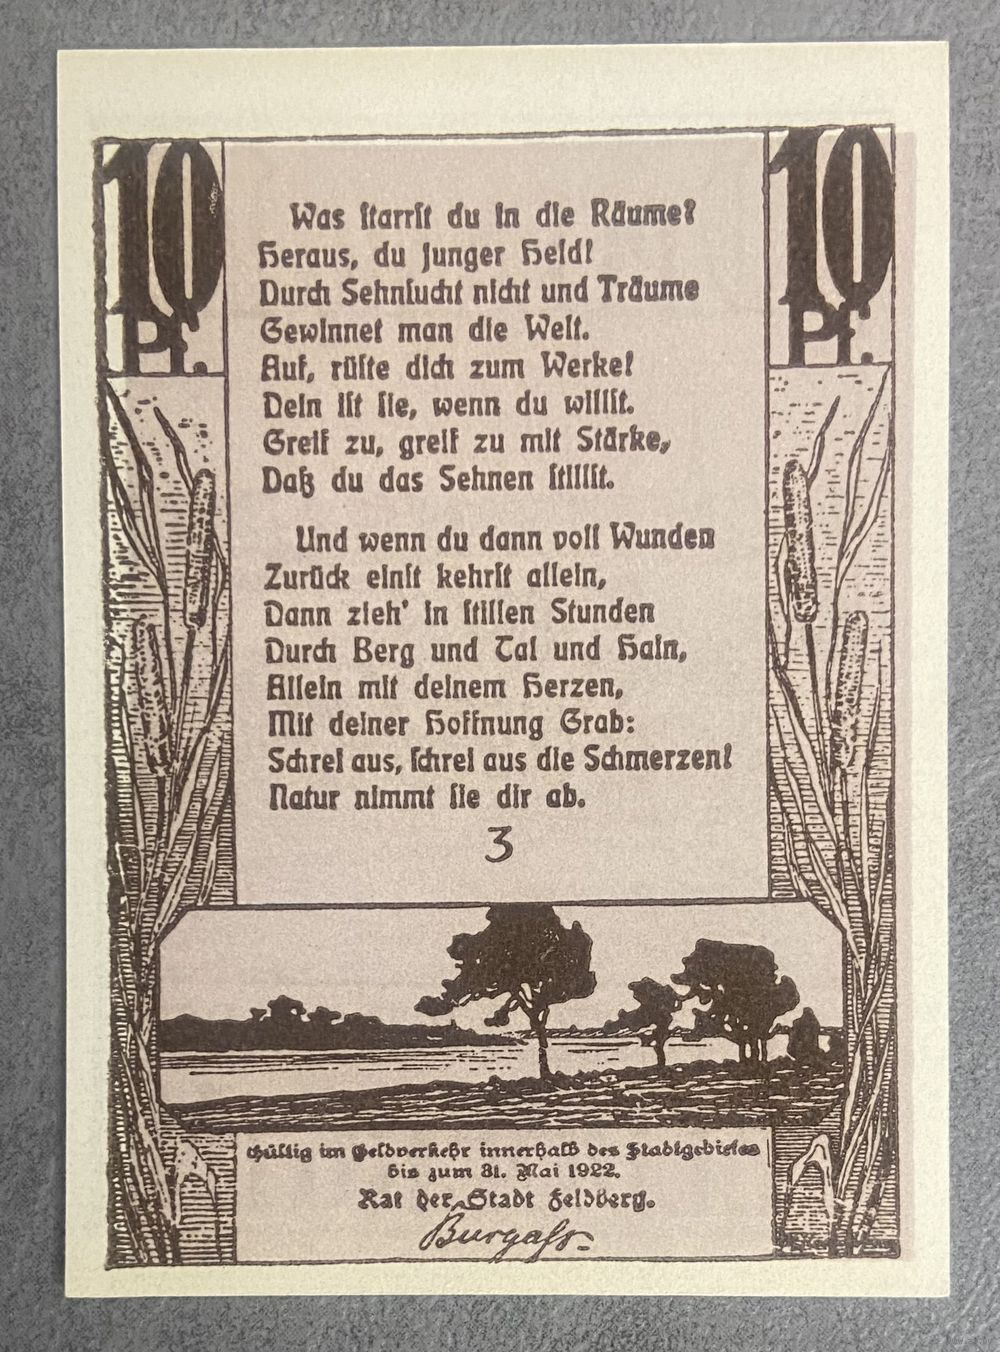 10 Pf.
10 Pf.
Was starrst du in die Räume?
Heraus, du junger Held!
Durch Sehnsucht nicht und Träume
Gewinnet man die Welt.
Auf, rüste dich zum Werke!
Dein ist sie, wenn du willst.
Greif zu, greif zu mit Stärke,
Daß du das Sehnen stillst.
Und wenn du dann voll Wunden
Zurück einst kehrst allein,
Dann zieh' in stillen Stunden
Durch Berg und Tal und Hain,
Allein mit deinem Herzen,
Mit deiner Hoffnung Grab:
Schrei aus, schrei aus die Schmerzen!
Natur nimmt sie dir ab.
3
Gültig im Geldverkehr innerhalb des Stadtgebietes
bis zum 31. Mai 1922.
Rat der Stadt Feldberg.